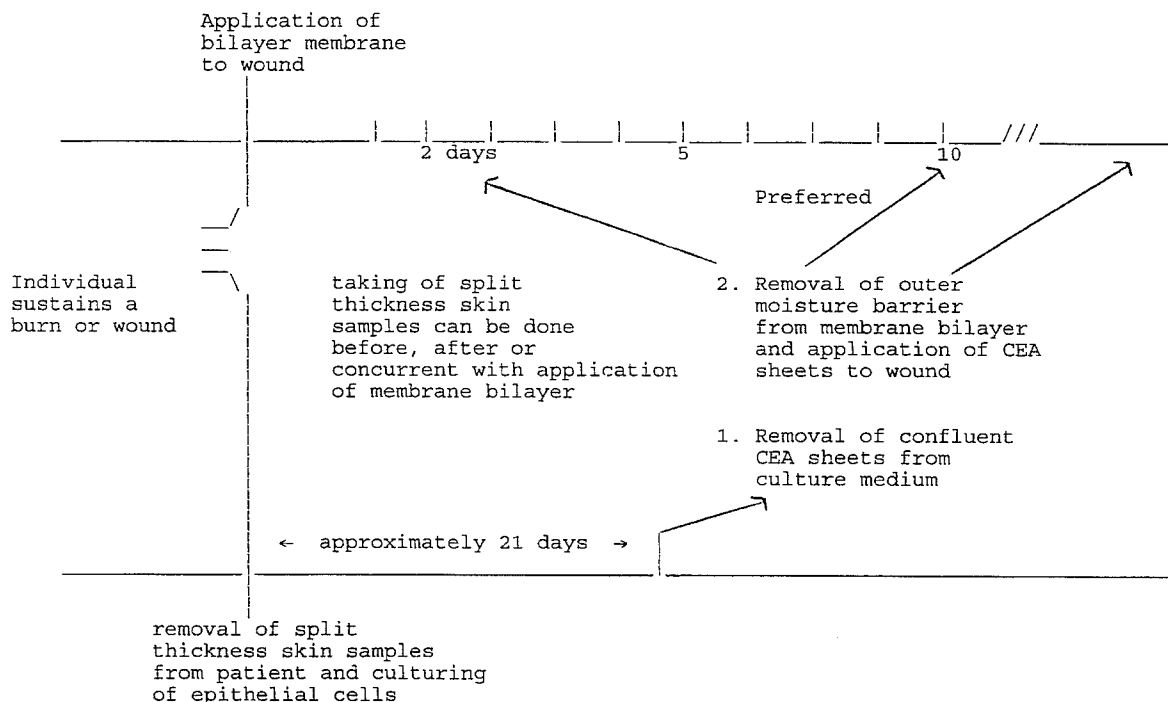 Application of
bilayer membrane
to wound
2 days
5
10
Preferred
Individual
sustains a
burn or wound
taking of split
thickness skin
samples can be done
before, after or
concurrent with application
of membrane bilayer
2. Removal of outer
moisture barrier
from membrane bilayer
and application of CEA
sheets to wound
1. Removal of confluent
CEA sheets from
culture medium
← approximately 21 days →
removal of split
thickness skin samples
from patient and culturing
of epithelial cells